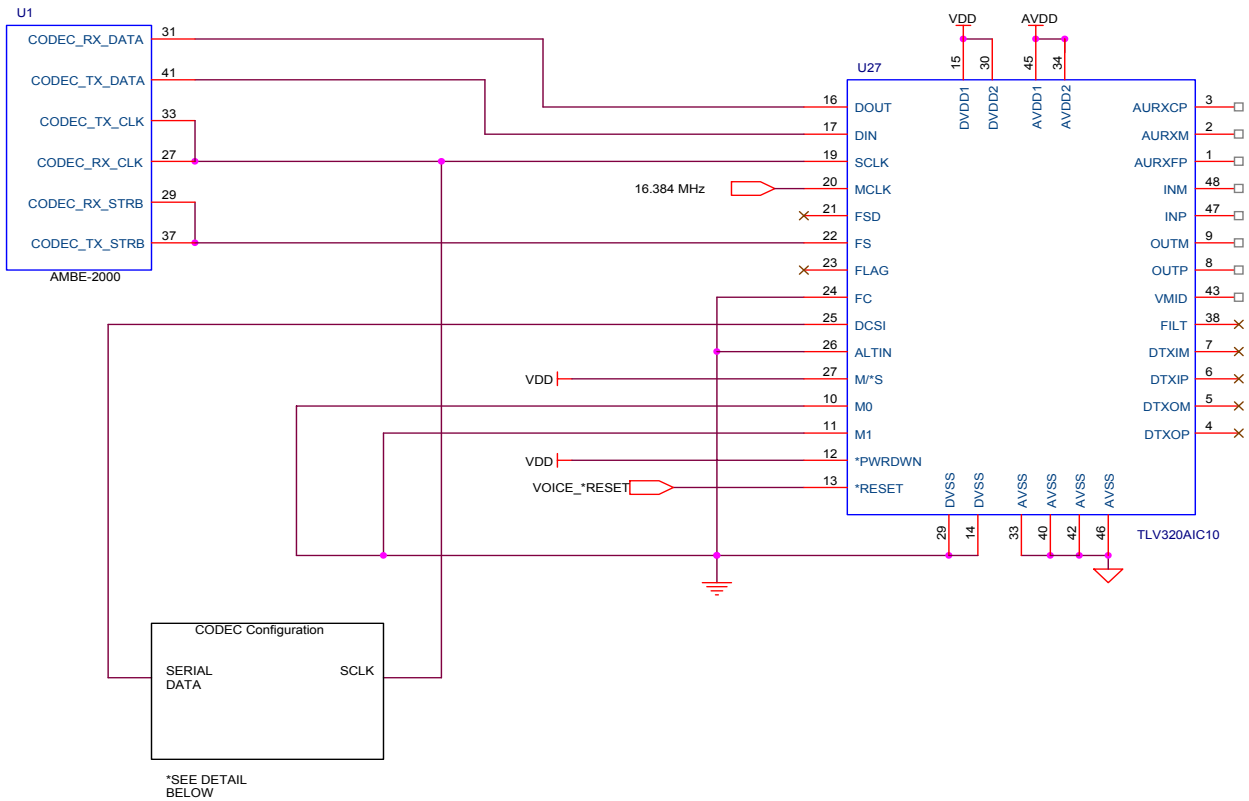 U1
CODEC_RX_DATA 31
CODEC_TX_DATA 41
CODEC_TX_CLK 33
CODEC_RX_CLK 27
CODEC_RX_STRB 29
CODEC_TX_STRB 37
AMBE-2000
VDD
AVDD
15
30
45
34
U27
DVDD1
DVDD2
AVDD1
AVDD2
16 DOUT
17 DIN
19 SCLK
16.384 MHz
20 MCLK
21 FSD
22 FS
23 FLAG
24 FC
25 DCSI
26 ALTIN
VDD
27 M/*S
10 M0
11 M1
VDD
12 *PWRDWN
VOICE_*RESET
13 *RESET
AURXCP 3
AURXM 2
AURXFP 1
INM 48
INP 47
OUTM 9
OUTP 8
VMID 43
FILT 38
DTXIM 7
DTXIP 6
DTXOM 5
DTXOP 4
DVSS
DVSS
AVSS
AVSS
AVSS
AVSS
29
14
33
40
42
46
TLV320AIC10
CODEC Configuration
SERIAL
DATA
SCLK
*SEE DETAIL
BELOW